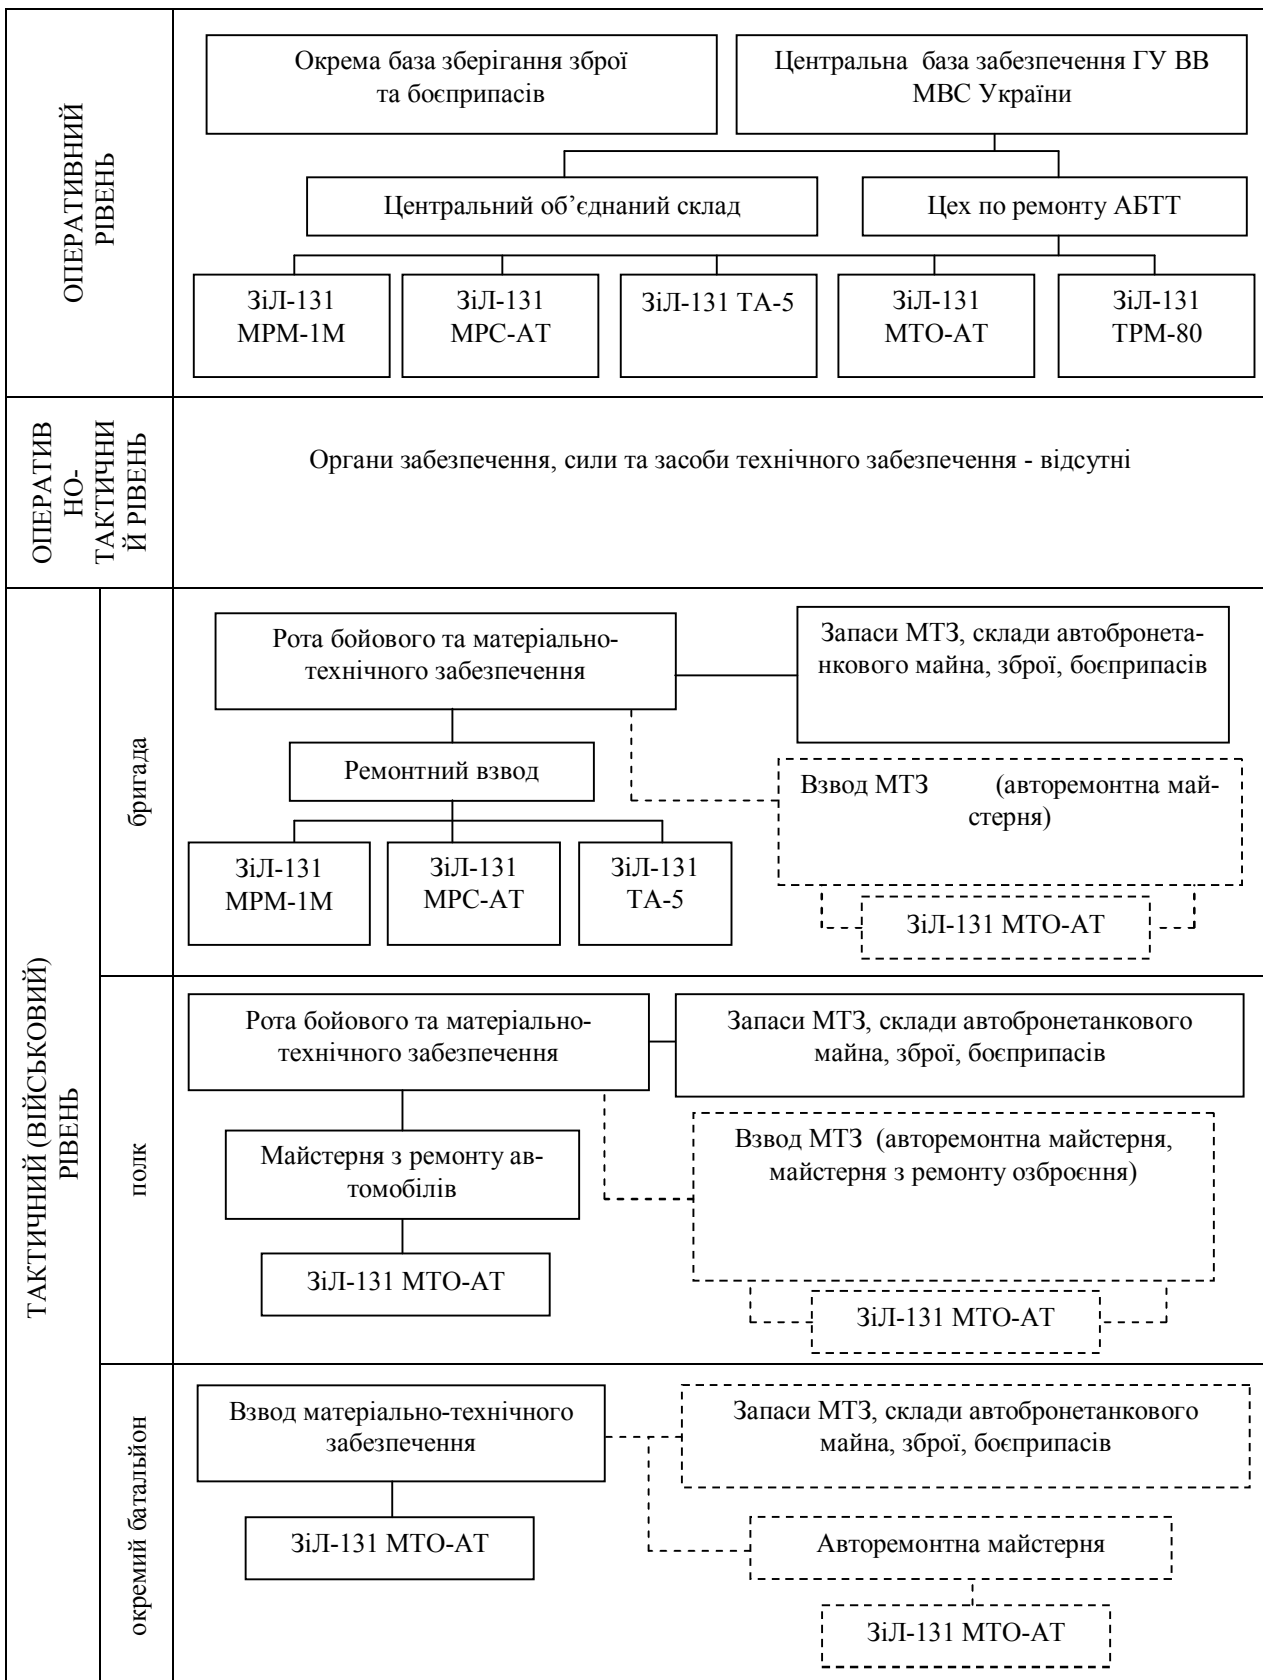 ОПЕРАТИВНИЙ
РІВЕНЬ
Окрема база зберігання зброї
та боєприпасів
Центральна база забезпечення ГУ ВВ
МВС України
Центральний об’єднаний склад
Цех по ремонту АБТТ
ЗіЛ-131
МРМ-1М
ЗіЛ-131
МРС-АТ
ЗіЛ-131 ТА-5
ЗіЛ-131
МТО-АТ
ЗіЛ-131
ТРМ-80
ОПЕРАТИВ
НО-
ТАКТИЧНИ
Й РІВЕНЬ
Органи забезпечення, сили та засоби технічного забезпечення - відсутні
ТАКТИЧНИЙ (ВІЙСЬКОВИЙ)
РІВЕНЬ
бригада
Рота бойового та матеріально-
технічного забезпечення
Запаси МТЗ, склади автобронета-
нкового майна, зброї, боєприпасів
Ремонтний взвод
Взвод МТЗ (авторемонтна май-
стерня)
ЗіЛ-131
МРМ-1М
ЗіЛ-131
МРС-АТ
ЗіЛ-131
ТА-5
ЗіЛ-131 МТО-АТ
полк
Рота бойового та матеріально-
технічного забезпечення
Запаси МТЗ, склади автобронетанкового
майна, зброї, боєприпасів
Майстерня з ремонту ав-
томобілів
Взвод МТЗ (авторемонтна майстерня,
майстерня з ремонту озброєння)
ЗіЛ-131 МТО-АТ
ЗіЛ-131 МТО-АТ
окремий батальйон
Взвод матеріально-технічного
забезпечення
Запаси МТЗ, склади автобронетанкового
майна, зброї, боєприпасів
ЗіЛ-131 МТО-АТ
Авторемонтна майстерня
ЗіЛ-131 МТО-АТ